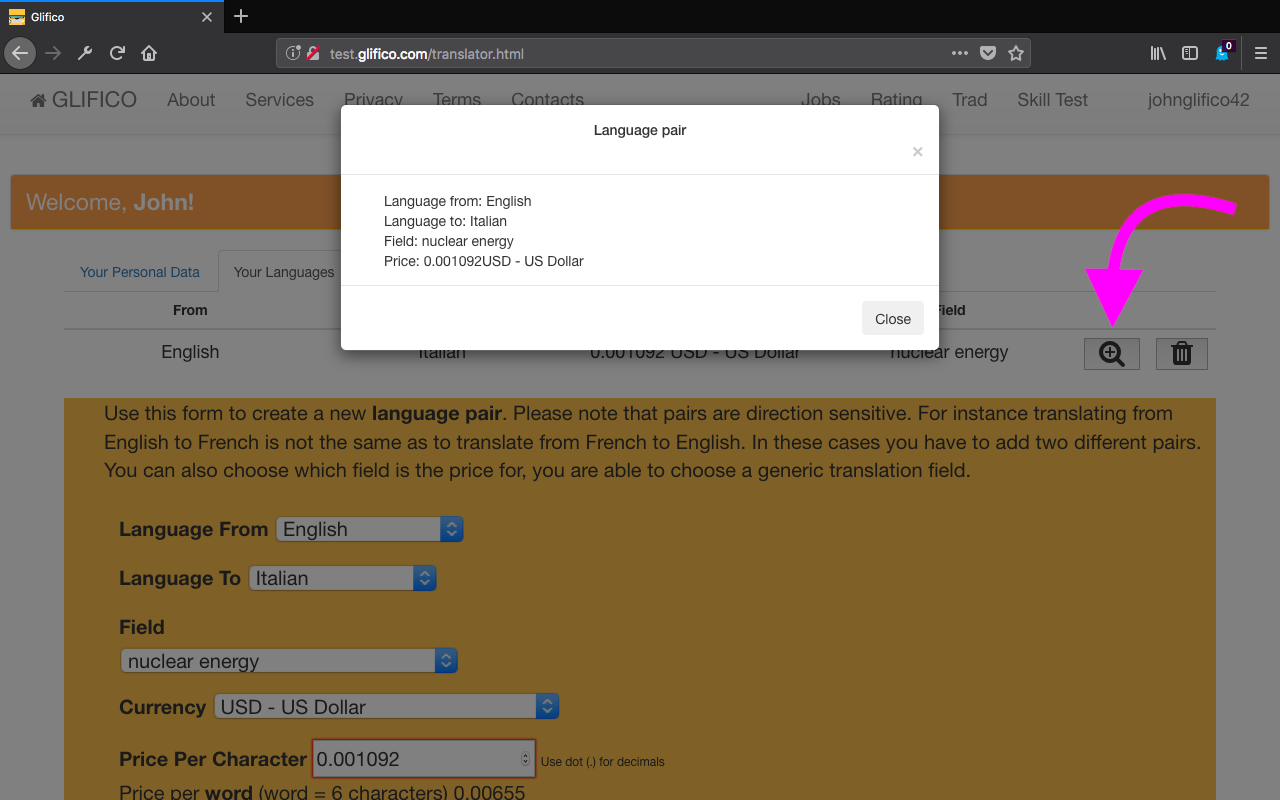 Glifico
test.glifico.com/translator.html
0
GLIFICO About Services Privacy Terms Contacts Jobs Rating Trad Skill Test johnglifico42
Language pair
×
Welcome, John!
Language from: English
Language to: Italian
Field: nuclear energy
Price: 0.001092USD - US Dollar
Your Personal Data Your Languages
Close
From Field
English Italian 0.001092 USD - US Dollar nuclear energy
Use this form to create a new language pair. Please note that pairs are direction sensitive. For instance translating from
English to French is not the same as to translate from French to English. In these cases you have to add two different pairs.
You can also choose which field is the price for, you are able to choose a generic translation field.
Language From English
Language To Italian
Field
nuclear energy
Currency USD - US Dollar
Price Per Character 0.001092 Use dot (.) for decimals
Price per word (word = 6 characters) 0.00655